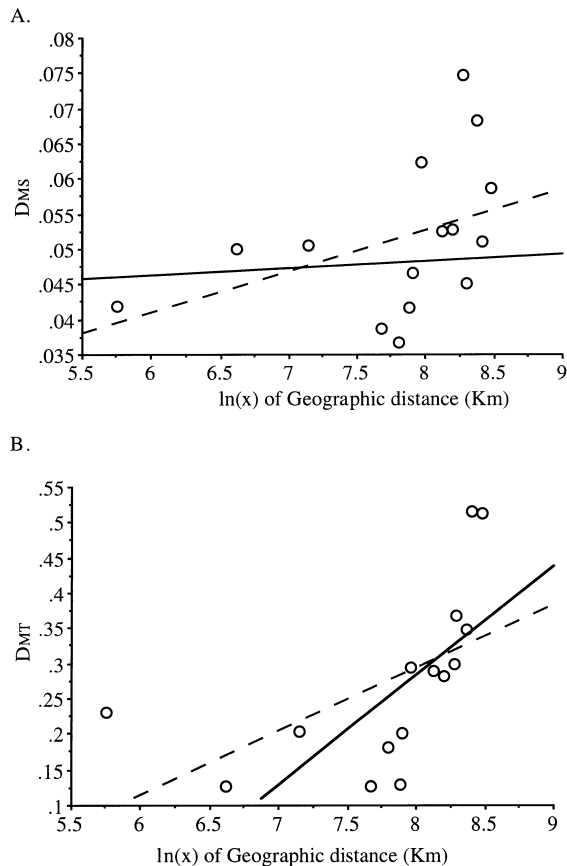 A.
.08
.075
.07
.065
.06
.055
.05
.045
.04
.035
DMS
5.5 6 6.5 7 7.5 8 8.5 9
ln(x) of Geographic distance (Km)
B.
.55
.5
.45
.4
.35
.3
.25
.2
.15
.1
DMT
5.5 6 6.5 7 7.5 8 8.5 9
ln(x) of Geographic distance (Km)